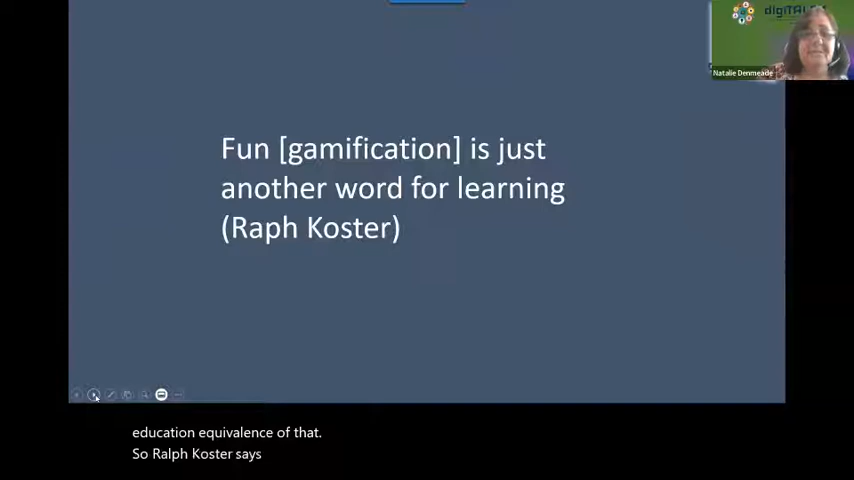 Fun [gamification] is just
another word for learning
(Raph Koster)
Natalie Denmeade
education equivalence of that.
So Ralph Koster says